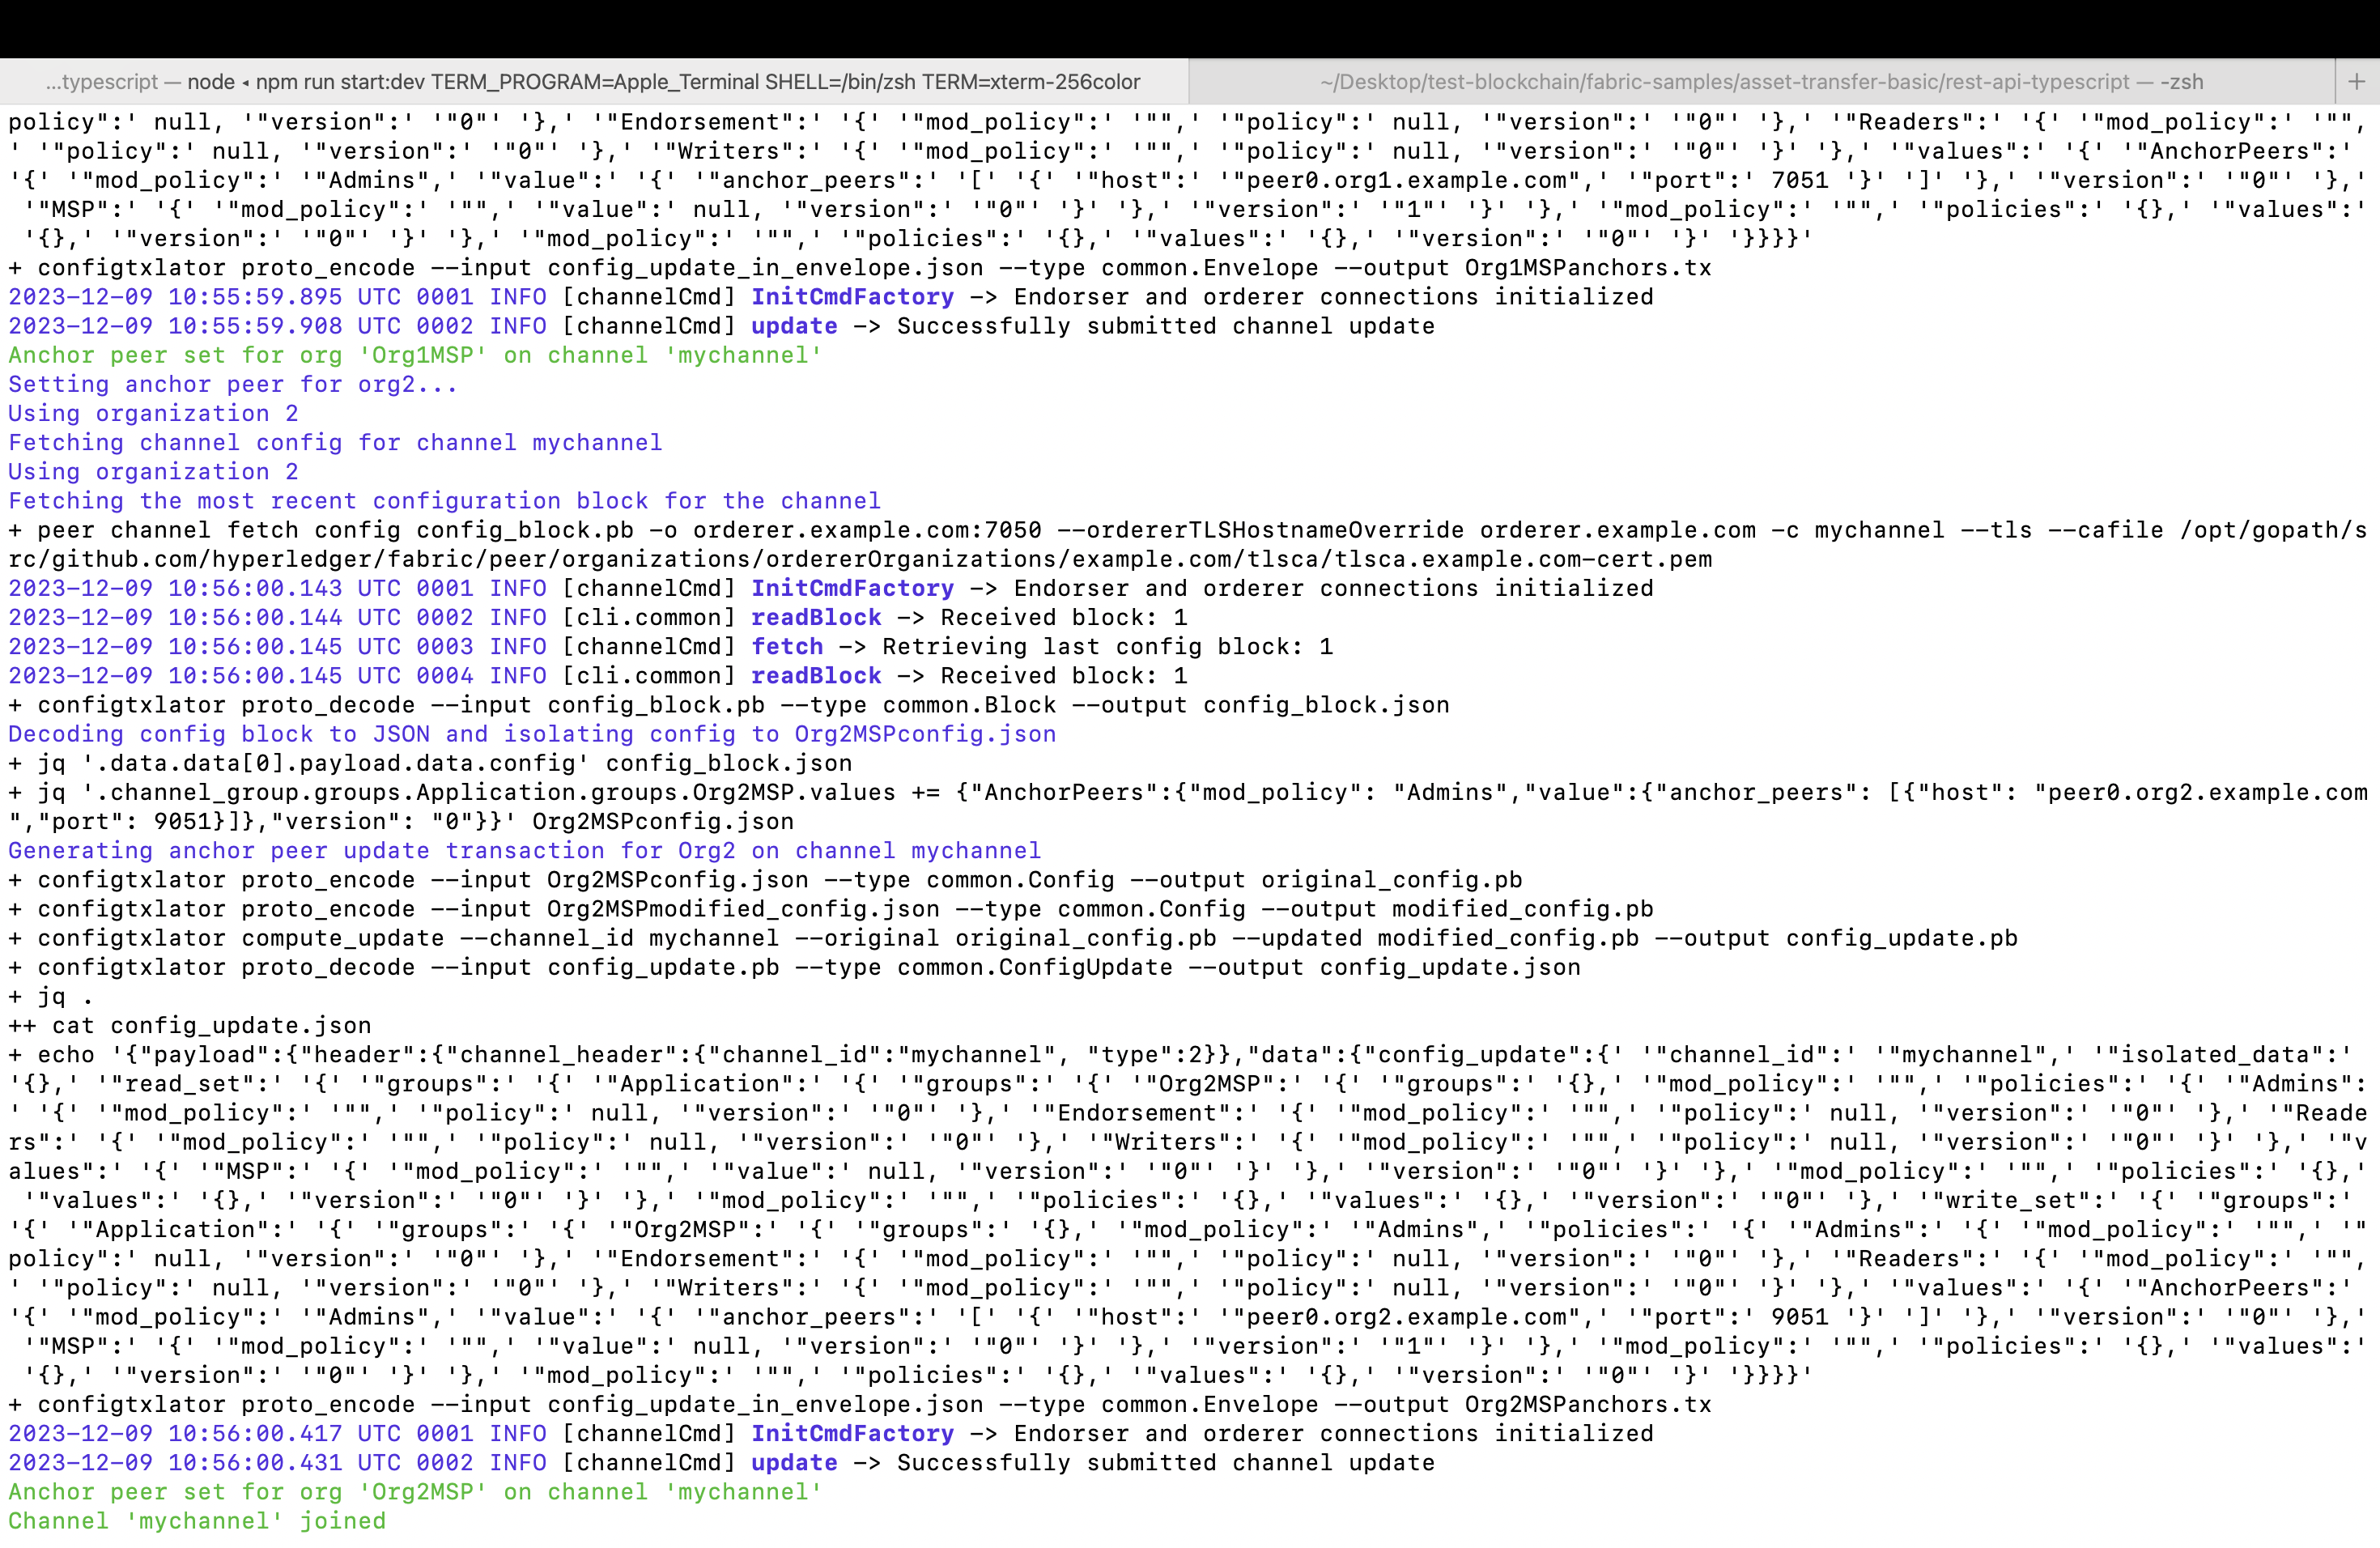 ...typescript — node ◂ npm run start:dev TERM_PROGRAM=Apple_Terminal SHELL=/bin/zsh TERM=xterm-256color
~/Desktop/test-blockchain/fabric-samples/asset-transfer-basic/rest-api-typescript — -zsh
+
policy":' null, '"version":' '"0"' '},' '"Endorsement":' '{' '"mod_policy":' '"",' '"policy":' null, '"version":' '"0"' '},' '"Readers":' '{' '"mod_policy":' '"",
' '"policy":' null, '"version":' '"0"' '},' '"Writers":' '{' '"mod_policy":' '"",' '"policy":' null, '"version":' '"0"' '}' '},' '"values":' '{' '"AnchorPeers":'
'{' '"mod_policy":' '"Admins",' '"value":' '{' '"anchor_peers":' '[' '{' '"host":' '"peer0.org1.example.com",' '"port":' 7051 '}' ']' '},' '"version":' '"0"' '},'
'"MSP":' '{' '"mod_policy":' '"",' '"value":' null, '"version":' '"0"' '}' '},' '"version":' '"1"' '}' '},' '"mod_policy":' '"",' '"policies":' '{},' '"values":'
'{},' '"version":' '"0"' '}' '},' '"mod_policy":' '"",' '"policies":' '{},' '"values":' '{},' '"version":' '"0"' '}' '}}}}'
+ configtxlator proto_encode --input config_update_in_envelope.json --type common.Envelope --output Org1MSPanchors.tx
2023-12-09 10:55:59.895 UTC 0001 INFO [channelCmd] InitCmdFactory -> Endorser and orderer connections initialized
2023-12-09 10:55:59.908 UTC 0002 INFO [channelCmd] update -> Successfully submitted channel update
Anchor peer set for org 'Org1MSP' on channel 'mychannel'
Setting anchor peer for org2...
Using organization 2
Fetching channel config for channel mychannel
Using organization 2
Fetching the most recent configuration block for the channel
+ peer channel fetch config config_block.pb -o orderer.example.com:7050 --ordererTLSHostnameOverride orderer.example.com -c mychannel --tls --cafile /opt/gopath/s
rc/github.com/hyperledger/fabric/peer/organizations/ordererOrganizations/example.com/tlsca/tlsca.example.com-cert.pem
2023-12-09 10:56:00.143 UTC 0001 INFO [channelCmd] InitCmdFactory -> Endorser and orderer connections initialized
2023-12-09 10:56:00.144 UTC 0002 INFO [cli.common] readBlock -> Received block: 1
2023-12-09 10:56:00.145 UTC 0003 INFO [channelCmd] fetch -> Retrieving last config block: 1
2023-12-09 10:56:00.145 UTC 0004 INFO [cli.common] readBlock -> Received block: 1
+ configtxlator proto_decode --input config_block.pb --type common.Block --output config_block.json
Decoding config block to JSON and isolating config to Org2MSPconfig.json
+ jq '.data.data[0].payload.data.config' config_block.json
+ jq '.channel_group.groups.Application.groups.Org2MSP.values += {"AnchorPeers":{"mod_policy": "Admins","value":{"anchor_peers": [{"host": "peer0.org2.example.com
","port": 9051}]},"version": "0"}}' Org2MSPconfig.json
Generating anchor peer update transaction for Org2 on channel mychannel
+ configtxlator proto_encode --input Org2MSPconfig.json --type common.Config --output original_config.pb
+ configtxlator proto_encode --input Org2MSPmodified_config.json --type common.Config --output modified_config.pb
+ configtxlator compute_update --channel_id mychannel --original original_config.pb --updated modified_config.pb --output config_update.pb
+ configtxlator proto_decode --input config_update.pb --type common.ConfigUpdate --output config_update.json
+ jq .
++ cat config_update.json
+ echo '{"payload":{"header":{"channel_header":{"channel_id":"mychannel", "type":2}},"data":{"config_update":{' '"channel_id":' '"mychannel",' '"isolated_data":'
'{},' '"read_set":' '{' '"groups":' '{' '"Application":' '{' '"groups":' '{' '"Org2MSP":' '{' '"groups":' '{},' '"mod_policy":' '"",' '"policies":' '{' '"Admins":
' '{' '"mod_policy":' '"",' '"policy":' null, '"version":' '"0"' '},' '"Endorsement":' '{' '"mod_policy":' '"",' '"policy":' null, '"version":' '"0"' '},' '"Reade
rs":' '{' '"mod_policy":' '"",' '"policy":' null, '"version":' '"0"' '},' '"Writers":' '{' '"mod_policy":' '"",' '"policy":' null, '"version":' '"0"' '}' '},' '"v
alues":' '{' '"MSP":' '{' '"mod_policy":' '"",' '"value":' null, '"version":' '"0"' '}' '},' '"version":' '"0"' '}' '},' '"mod_policy":' '"",' '"policies":' '{},'
'"values":' '{},' '"version":' '"0"' '}' '},' '"mod_policy":' '"",' '"policies":' '{},' '"values":' '{},' '"version":' '"0"' '},' '"write_set":' '{' '"groups":'
'{' '"Application":' '{' '"groups":' '{' '"Org2MSP":' '{' '"groups":' '{},' '"mod_policy":' '"Admins",' '"policies":' '{' '"Admins":' '{' '"mod_policy":' '"",' '"
policy":' null, '"version":' '"0"' '},' '"Endorsement":' '{' '"mod_policy":' '"",' '"policy":' null, '"version":' '"0"' '},' '"Readers":' '{' '"mod_policy":' '"",
' '"policy":' null, '"version":' '"0"' '},' '"Writers":' '{' '"mod_policy":' '"",' '"policy":' null, '"version":' '"0"' '}' '},' '"values":' '{' '"AnchorPeers":'
'{' '"mod_policy":' '"Admins",' '"value":' '{' '"anchor_peers":' '[' '{' '"host":' '"peer0.org2.example.com",' '"port":' 9051 '}' ']' '},' '"version":' '"0"' '},'
'"MSP":' '{' '"mod_policy":' '"",' '"value":' null, '"version":' '"0"' '}' '},' '"version":' '"1"' '}' '},' '"mod_policy":' '"",' '"policies":' '{},' '"values":'
'{},' '"version":' '"0"' '}' '},' '"mod_policy":' '"",' '"policies":' '{},' '"values":' '{},' '"version":' '"0"' '}' '}}}}'
+ configtxlator proto_encode --input config_update_in_envelope.json --type common.Envelope --output Org2MSPanchors.tx
2023-12-09 10:56:00.417 UTC 0001 INFO [channelCmd] InitCmdFactory -> Endorser and orderer connections initialized
2023-12-09 10:56:00.431 UTC 0002 INFO [channelCmd] update -> Successfully submitted channel update
Anchor peer set for org 'Org2MSP' on channel 'mychannel'
Channel 'mychannel' joined